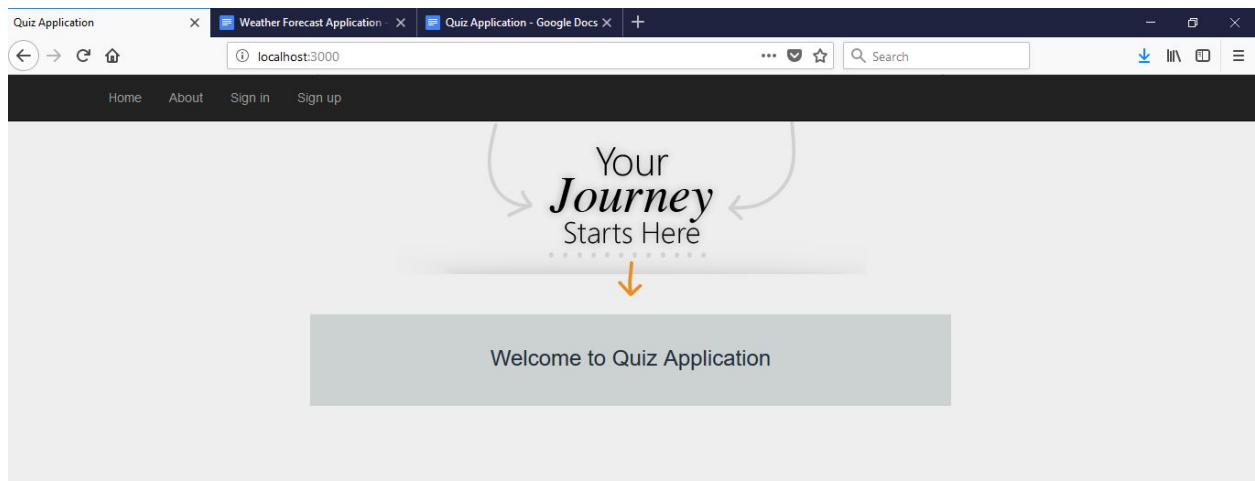 Quiz Application
Weather Forecast Application -
Quiz Application - Google Docs
localhost:3000
Search
Home About Sign in Sign up
Your
Journey
Starts Here
Welcome to Quiz Application